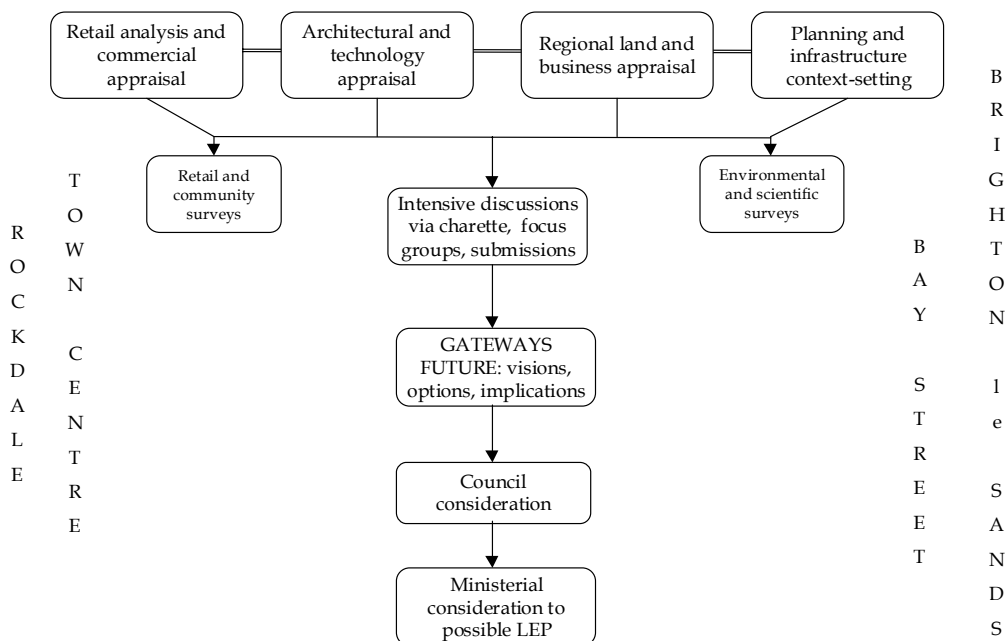 Retail analysis and
commercial
appraisal
Architectural and
technology
appraisal
Regional land and
business appraisal
Planning and
infrastructure
context-setting
Retail and
community
surveys
Intensive discussions
via charette, focus
groups, submissions
Environmental
and scientific
surveys
GATEWAYS
FUTURE: visions,
options, implications
Council
consideration
Ministerial
consideration to
possible LEP
ROCKDALE
TOWN CENTRE
BAY STREET
BRIGHTON Ie SANDS